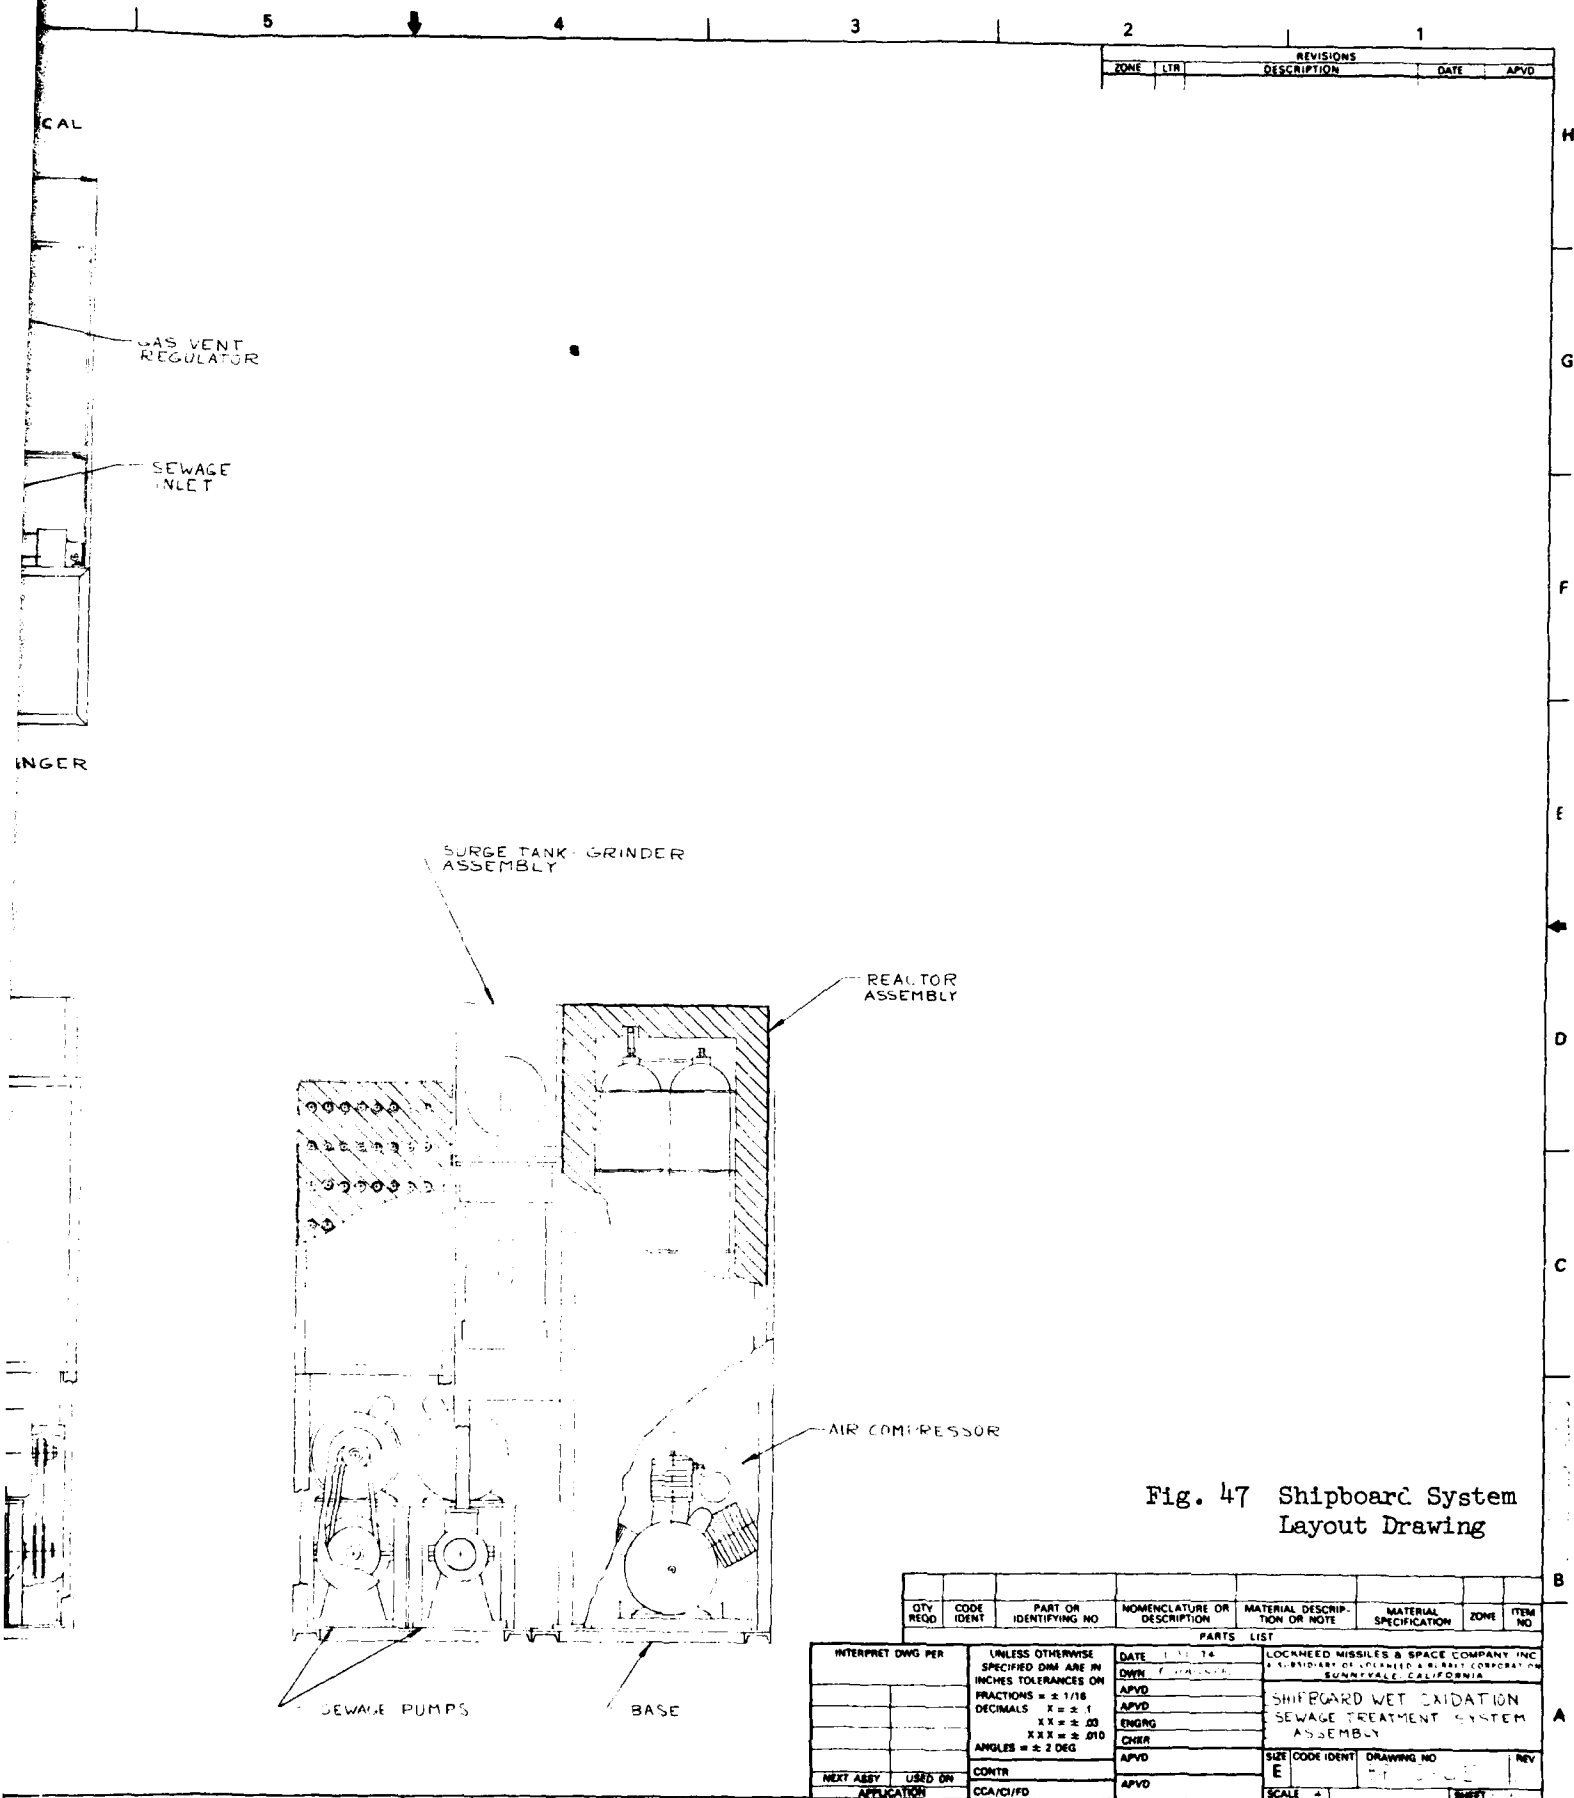 5 4 3 2 1
REVISIONS
ZONE LTR DESCRIPTION DATE APVD
H
CAL
GAS VENT
REGULATOR
G
SEWAGE
INLET
F
INGER
E
SURGE TANK GRINDER
ASSEMBLY
REACTOR
ASSEMBLY
D
C
AIR COMPRESSOR
Fig. 47 Shipboard System
Layout Drawing
B
QTY REQD
CODE IDENT
PART OR IDENTIFYING NO
NOMENCLATURE OR DESCRIPTION
MATERIAL DESCRIP-TION OR NOTE
MATERIAL SPECIFICATION
ZONE
ITEM NO
PARTS LIST
SEWAGE PUMPS
BASE
INTERPRET DWG PER
UNLESS OTHERWISE
SPECIFIED DIM ARE IN
INCHES TOLERANCES ON
FRACTIONS = ± 1/16
DECIMALS X = ± .1
XX = ± .03
XXX = ± .010
ANGLES = ± 2 DEG
CONTR
CCA/CI/FD
NEXT ASSY USED ON
APPLICATION
DATE 74
DWN
APVD
APVD
ENGRG
CHKR
APVD
APVD
LOCKHEED MISSILES & SPACE COMPANY INC
A SUBSIDIARY OF LOCKHEED AIRCRAFT CORPORATION
SUNNYVALE, CALIFORNIA
SHIPBOARD WET OXIDATION
SEWAGE TREATMENT SYSTEM
ASSEMBLY
A
SIZE CODE IDENT DRAWING NO REV
E
SCALE SHEET